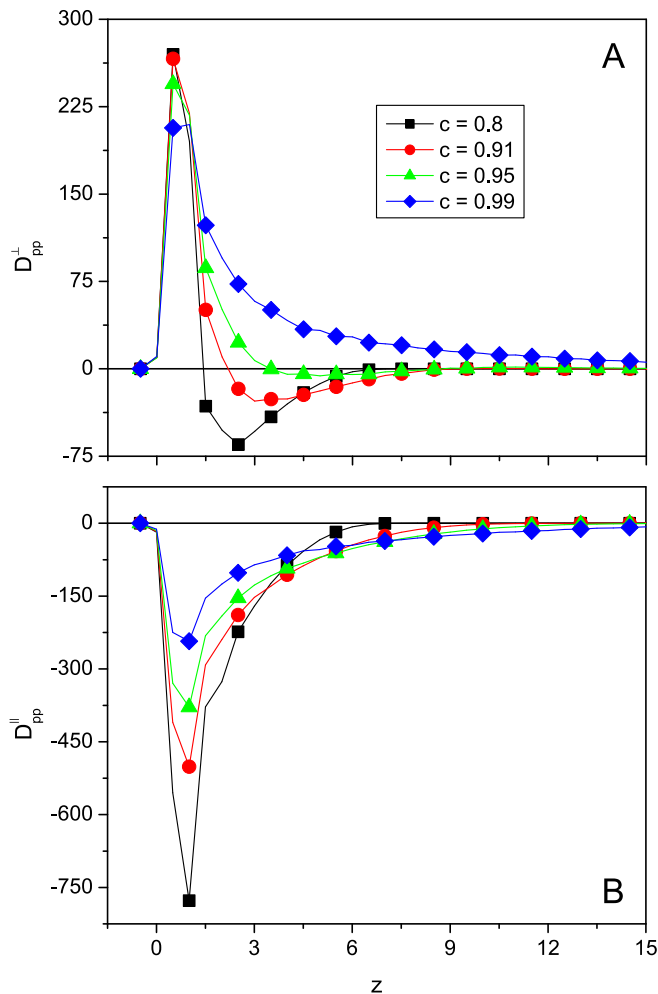 300
225
150
75
0
-75
D⊥pp
A
c = 0.8
c = 0.91
c = 0.95
c = 0.99
0
-150
-300
-450
-600
-750
D||pp
B
0 3 6 9 12 15
z